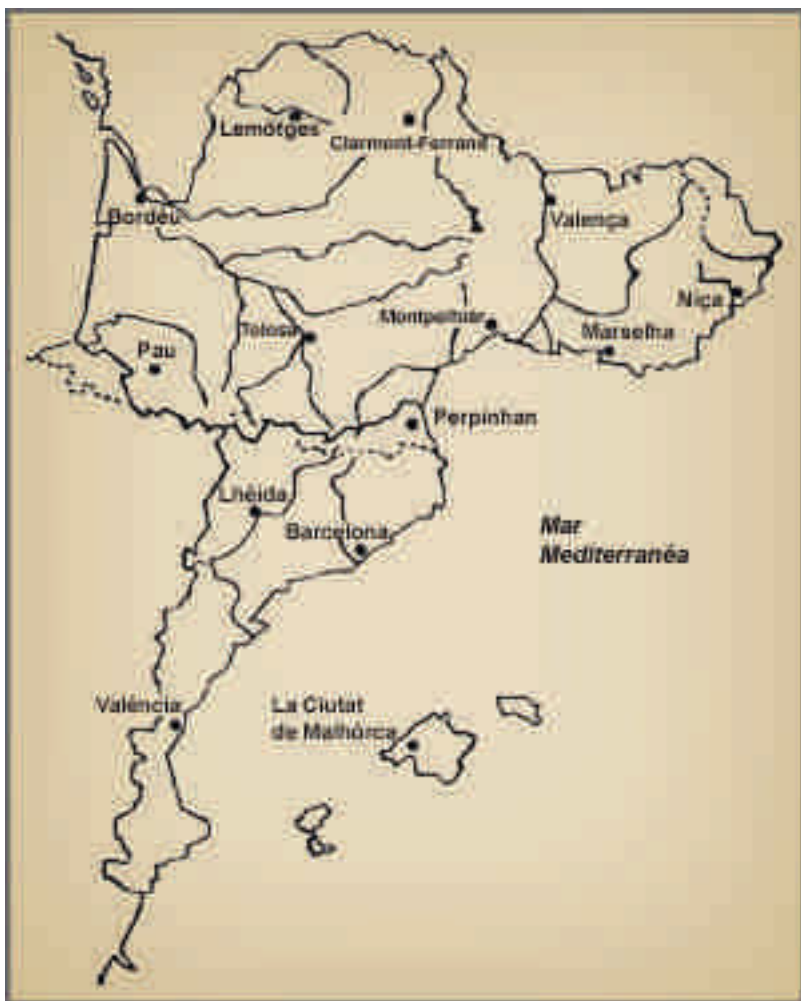 Lemòtges
Clarmont-Ferrand
Bordèu
Valença
Niça
Montpelhièr
Tolosa
Marselha
Pau
Perpinhan
Lhèida
Barcelona
Mar
Mediterranèa
València
La Ciutat
de Malhòrca